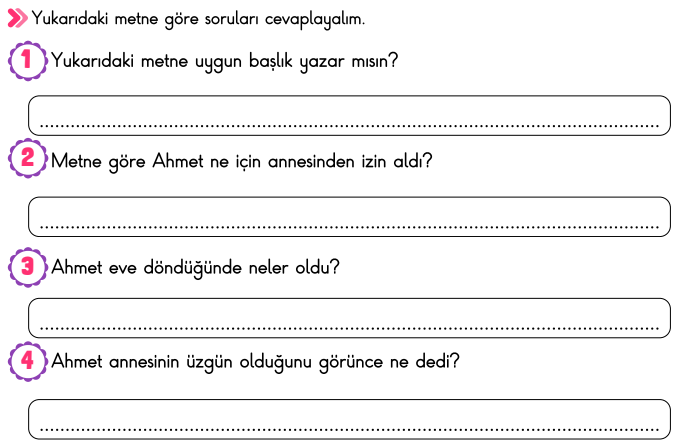 Yukarıdaki metne göre soruları cevaplayalım.
1 Yukarıdaki metne uygun başlık yazar mısın?
2 Metne göre Ahmet ne için annesinden izin aldı?
3 Ahmet eve döndüğünde neler oldu?
4 Ahmet annesinin üzgün olduğunu görünce ne dedi?